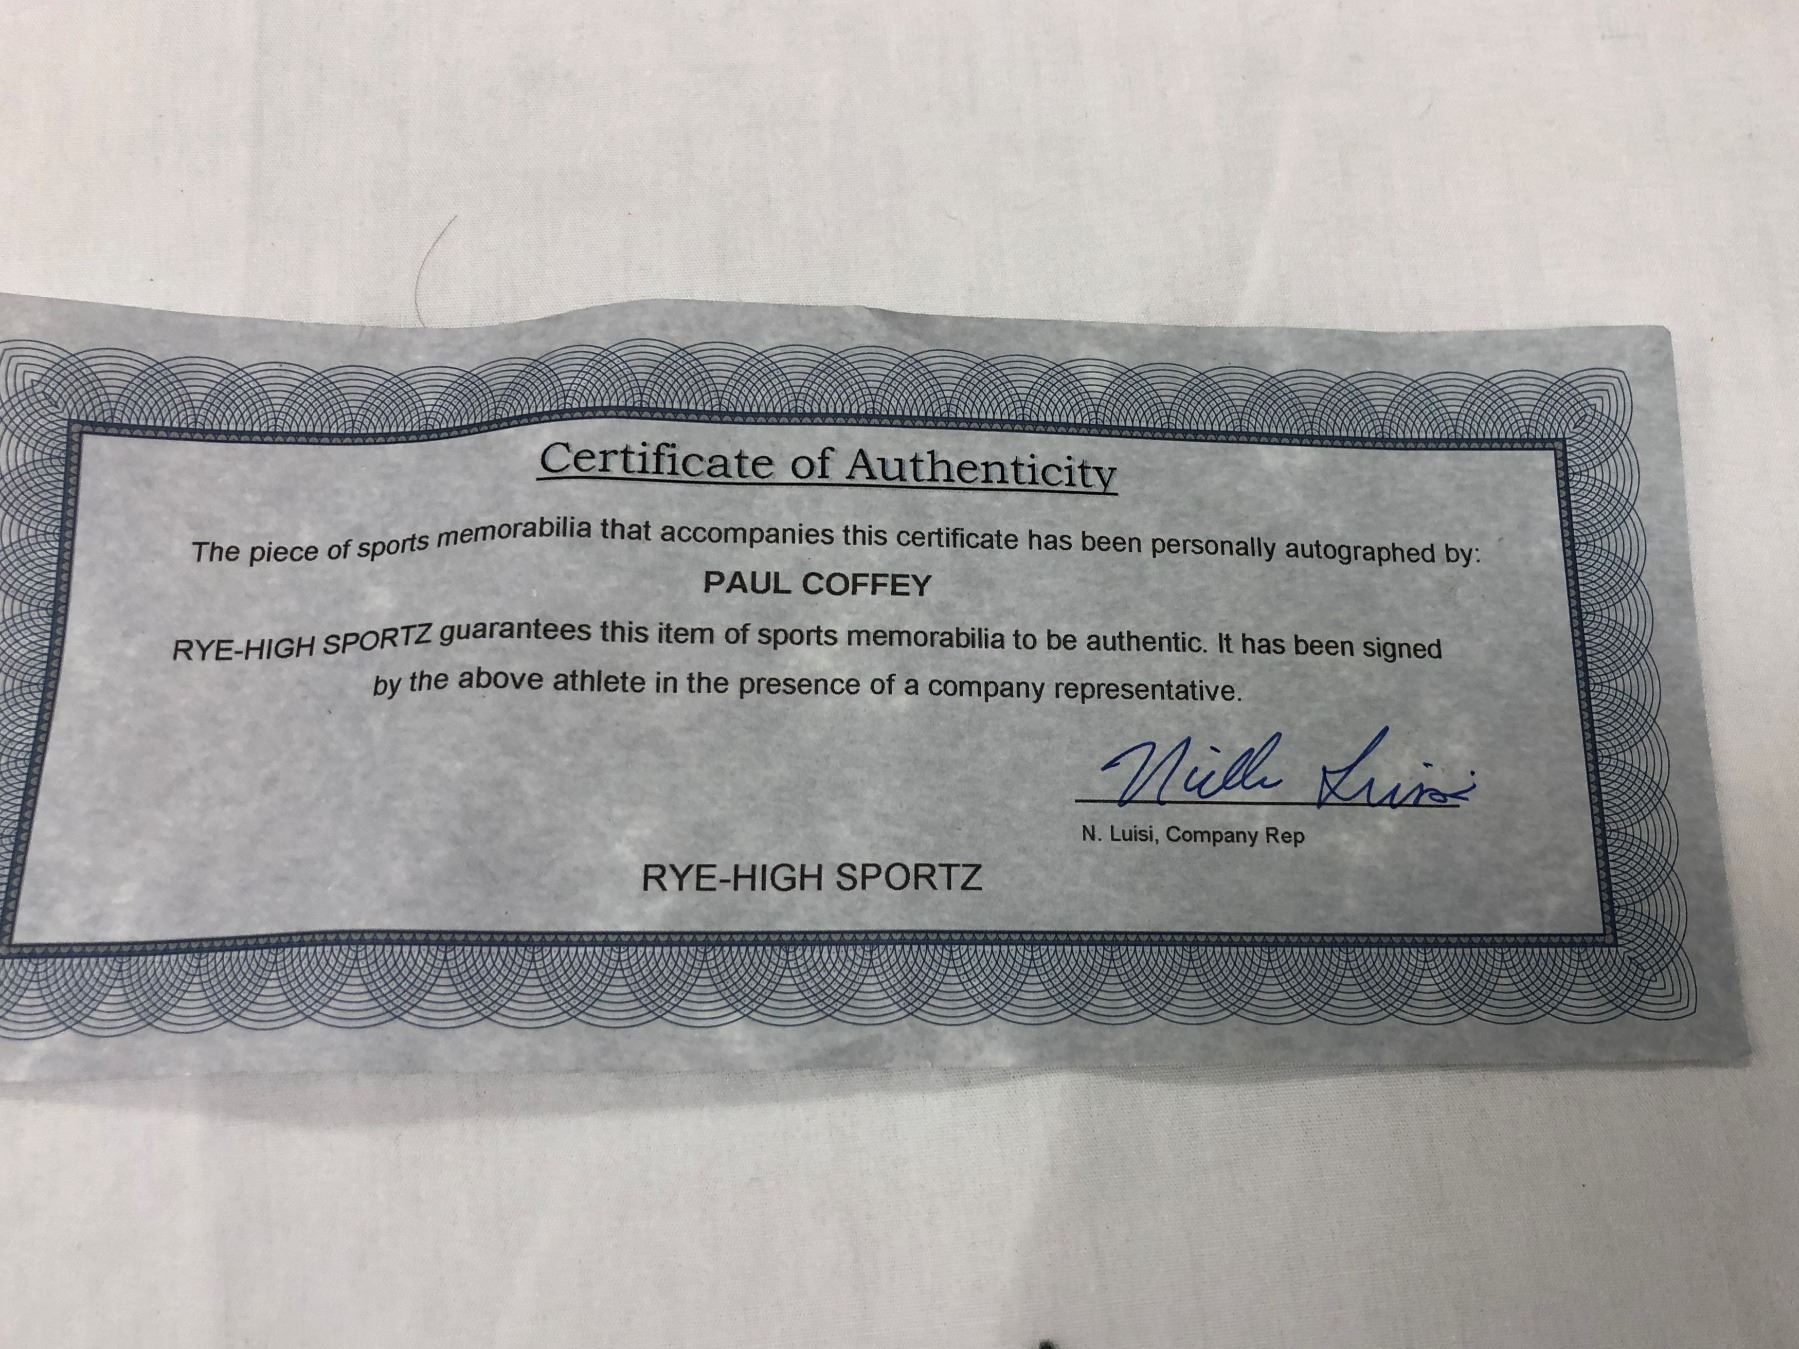 Certificate of Authenticity
The piece of sports memorabilia that accompanies this certificate has been personally autographed by:
PAUL COFFEY
RYE-HIGH SPORTZ guarantees this item of sports memorabilia to be authentic. It has been signed
by the above athlete in the presence of a company representative.
N. Luisi, Company Rep
RYE-HIGH SPORTZ